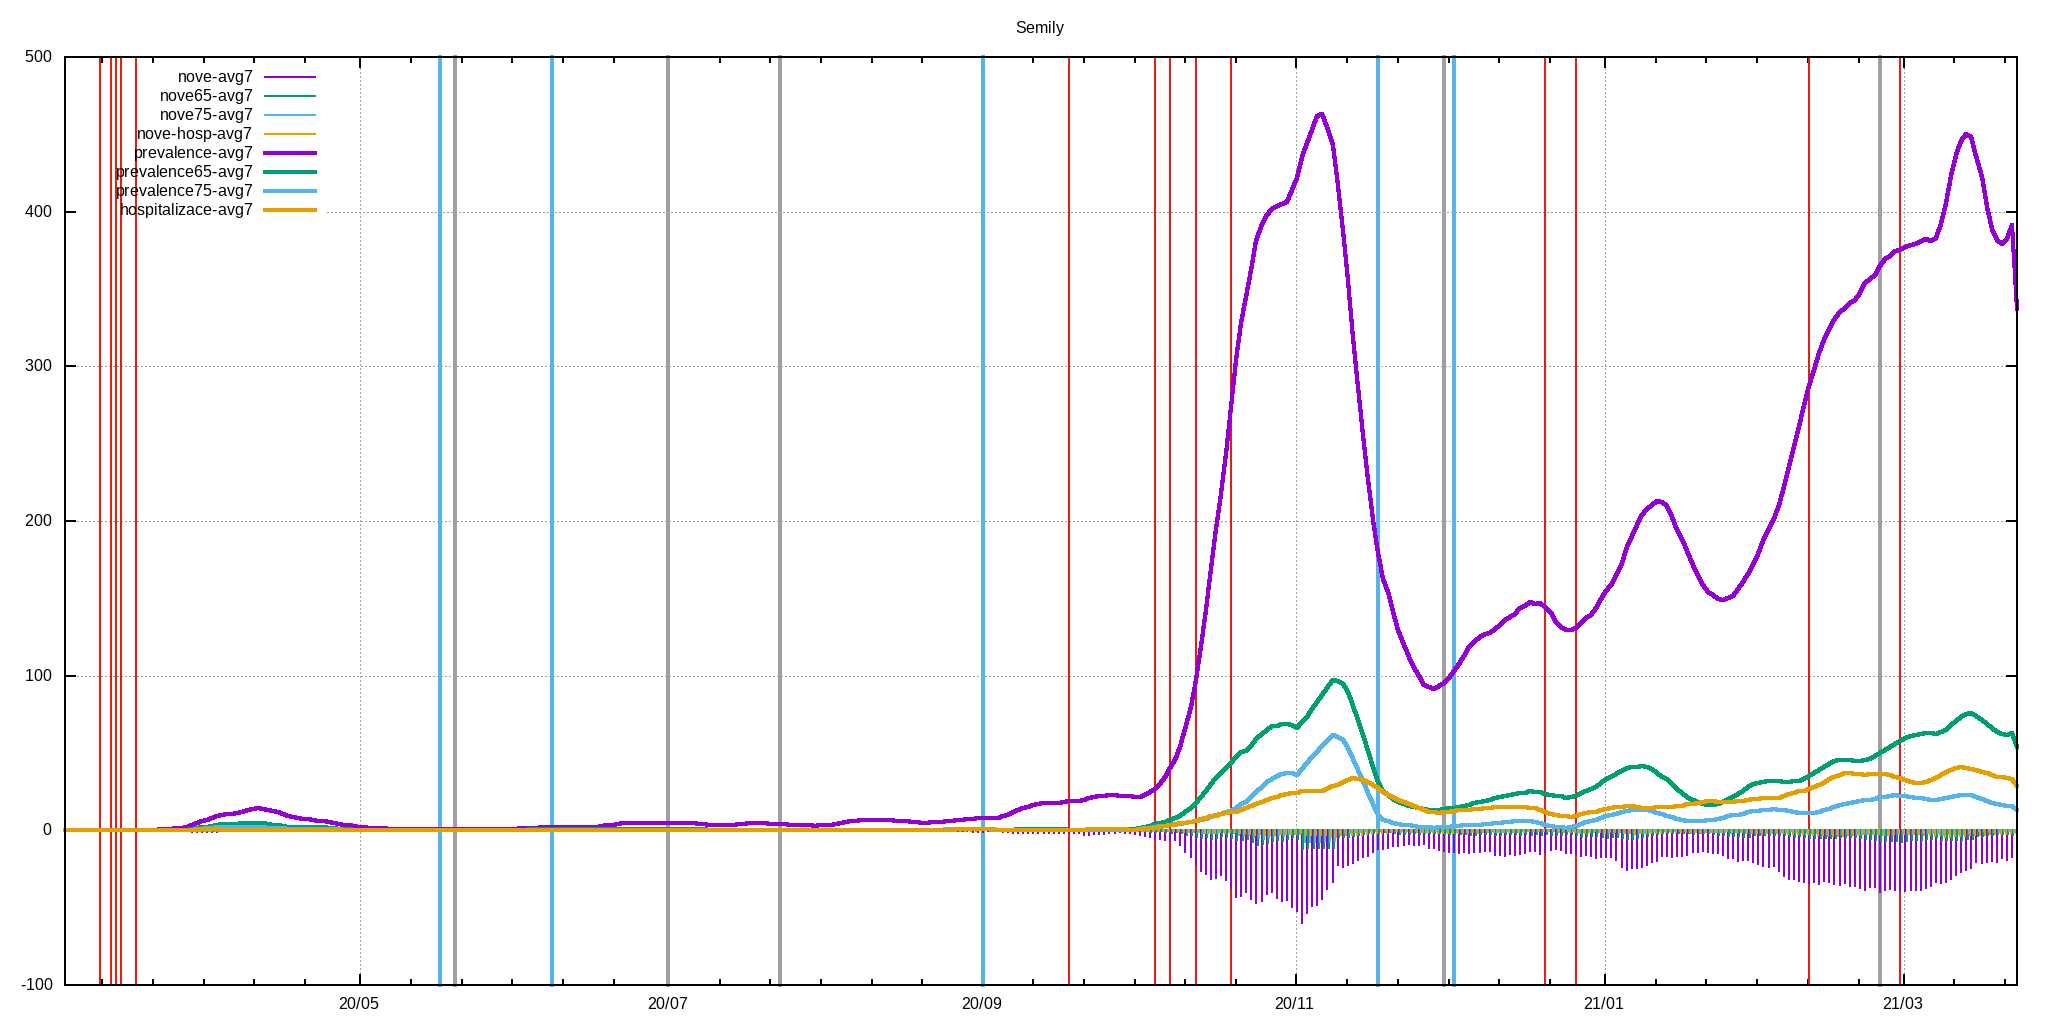 Semily
500
nove-avg7
nove65-avg7
nove75-avg7
nove-hosp-avg7
prevalence-avg7
prevalence65-avg7
prevalence75-avg7
hospitalizace-avg7
400
300
200
100
0
-100
20/05 20/07 20/09 20/11 21/01 21/03